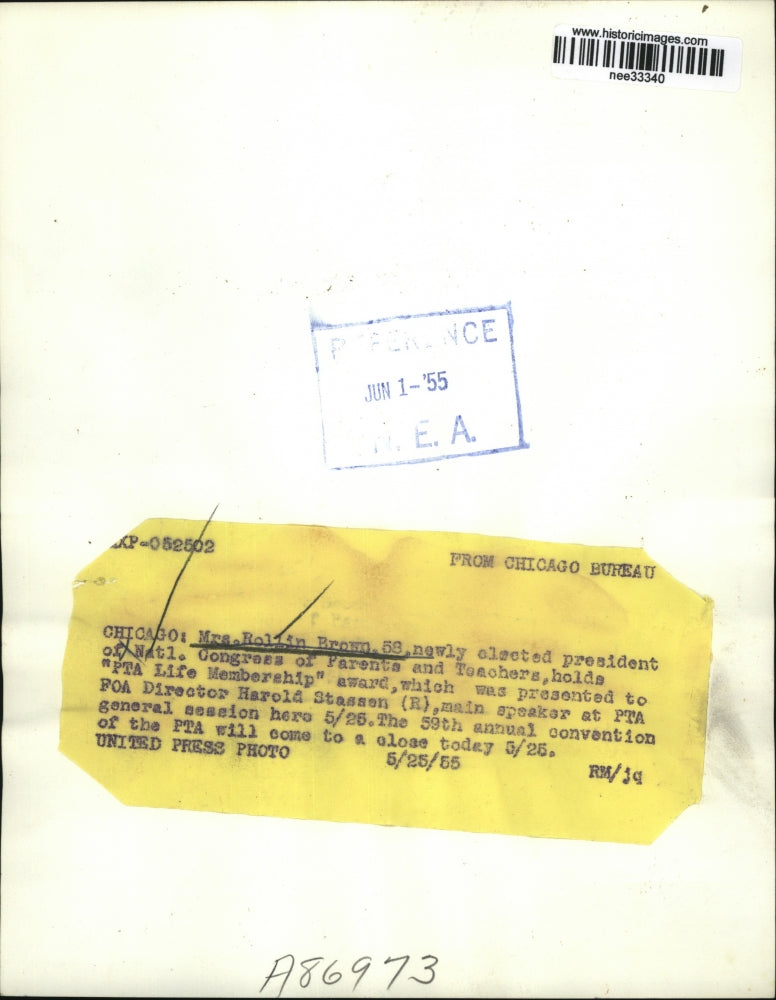 www.historicimages.com
nee33340
REFERENCE
JUN 1-'55
N. E. A.
KP-052502
FROM CHICAGO BUREAU
CHICAGO: Mrs.Rollin Brown,58,newly elected president
of Natl. Congress of Parents and Teachers,holds
"PTA Life Membership" award,which was presented to
FOA Director Harold Stassen (R),main speaker at PTA
general session here 5/25.The 59th annual convention
of the PTA will come to a close today 5/25.
UNITED PRESS PHOTO 5/25/55 RM/jq
A86973